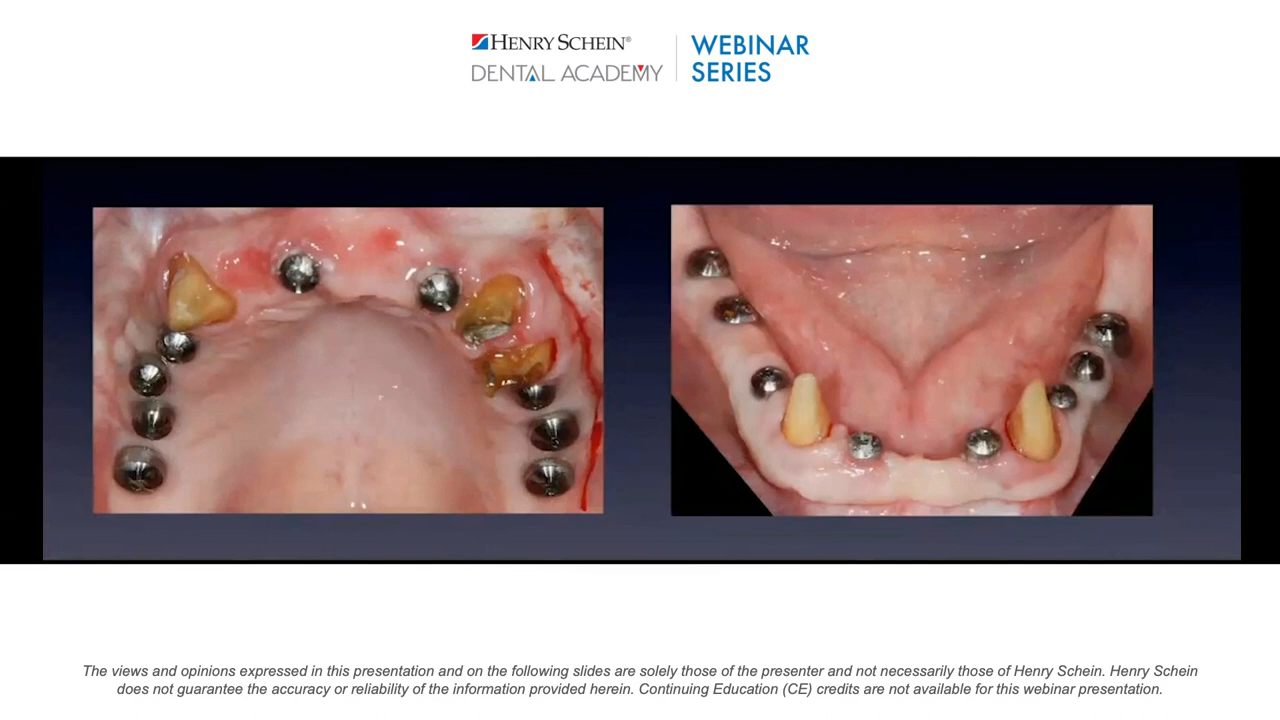 HENRY SCHEIN®
DENTAL ACADEMY
WEBINAR
SERIES
The views and opinions expressed in this presentation and on the following slides are solely those of the presenter and not necessarily those of Henry Schein. Henry Schein
does not guarantee the accuracy or reliability of the information provided herein. Continuing Education (CE) credits are not available for this webinar presentation.